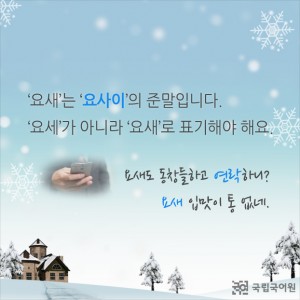 ‘요새’는 ‘요사이’의 준말입니다.
‘요세’가 아니라 ‘요새’로 표기해야 해요.
요새도 동창들하고 연락하니?
요새 입맛이 통 없네.
국립국어원